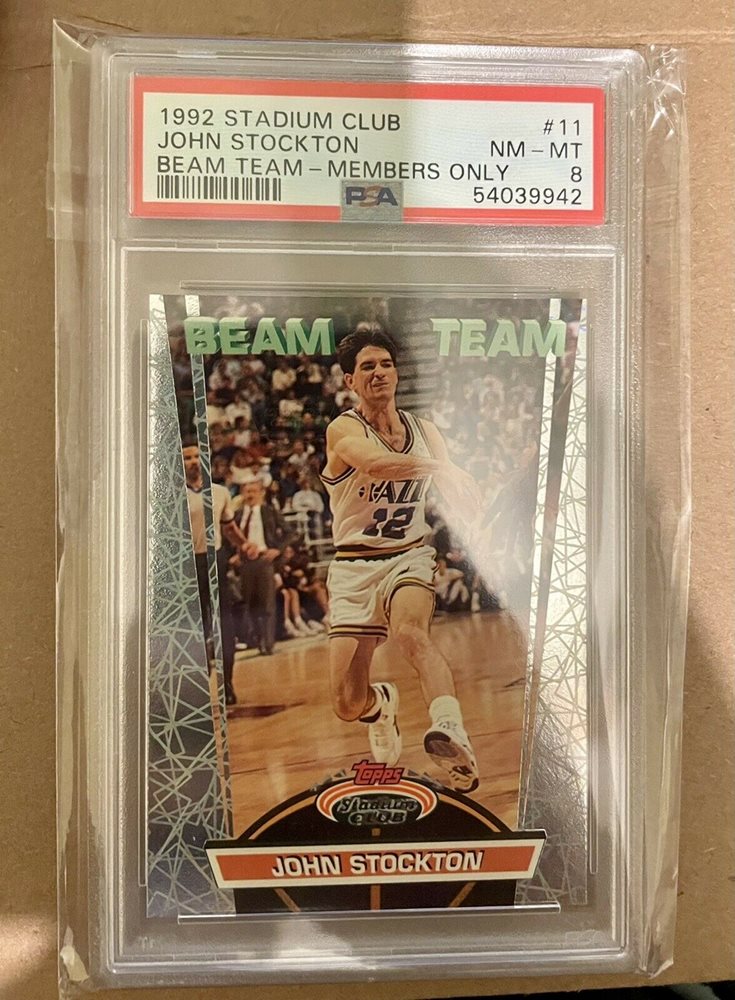 1992 STADIUM CLUB #11
JOHN STOCKTON NM - MT
BEAM TEAM - MEMBERS ONLY 8
PSA 54039942
BEAM TEAM
JAZZ
12
Topps
Stadium
CLUB
JOHN STOCKTON